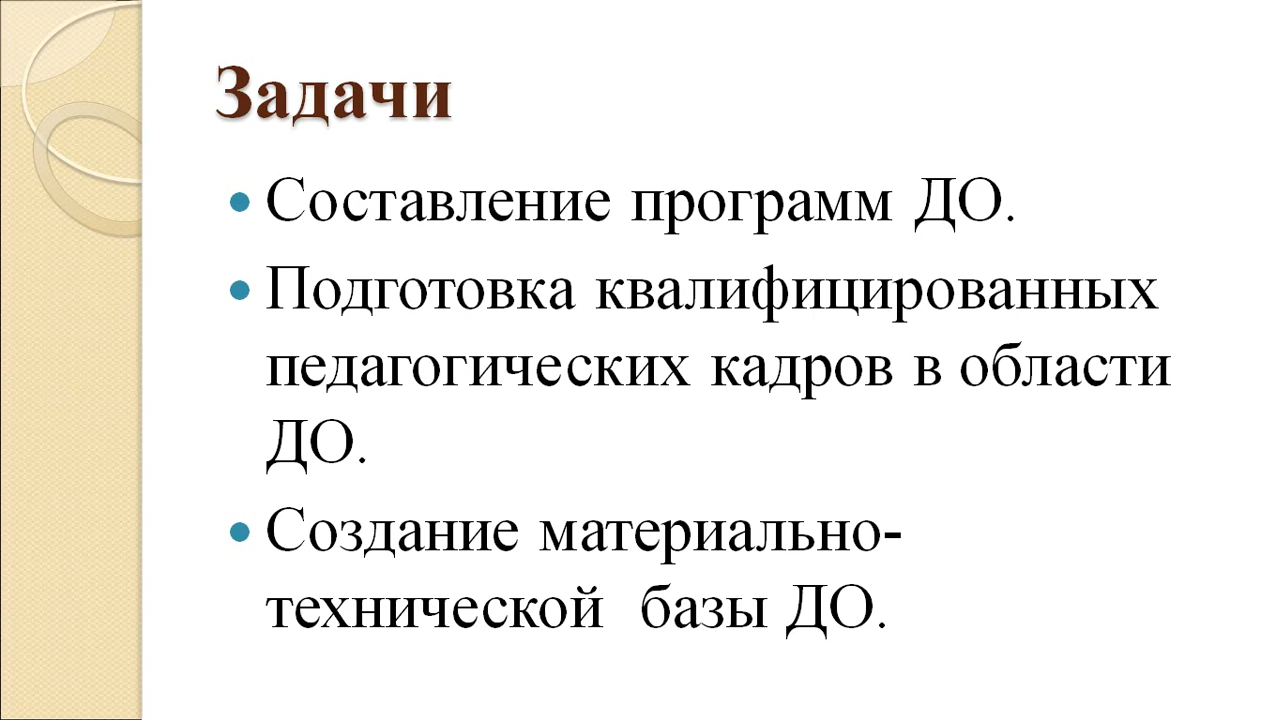 Задачи
• Составление программ ДО.
• Подготовка квалифицированных
педагогических кадров в области
ДО.
• Создание материально-
технической базы ДО.